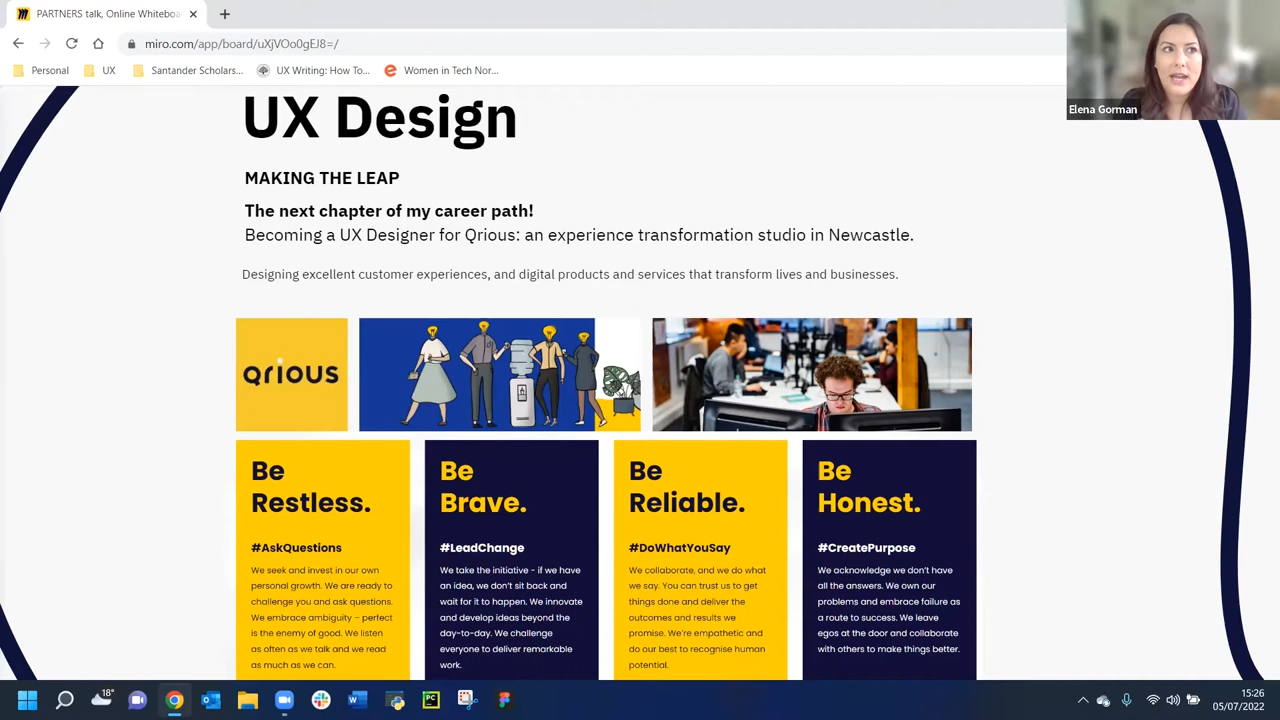 PARTNERS talk, Online Whiteboa
miro.com/app/board/uXjVOo0gEJ8=/
Personal
UX
Santander Scholars...
UX Writing: How To...
Women in Tech Nor...
Elena Gorman
UX Design
MAKING THE LEAP
The next chapter of my career path!
Becoming a UX Designer for Qrious: an experience transformation studio in Newcastle.
Designing excellent customer experiences, and digital products and services that transform lives and businesses.
qrious
Be
Restless.
#AskQuestions
We seek and invest in our own
personal growth. We are ready to
challenge you and ask questions.
We embrace ambiguity – perfect
is the enemy of good. We listen
as often as we talk and we read
as much as we can.
Be
Brave.
#LeadChange
We take the initiative - if we have
an idea, we don't sit back and
wait for it to happen. We innovate
and develop ideas beyond the
day-to-day. We challenge
everyone to deliver remarkable
work.
Be
Reliable.
#DoWhatYouSay
We collaborate, and we do what
we say. You can trust us to get
things done and deliver the
outcomes and results we
promise. We're empathetic and
do our best to recognise human
potential.
Be
Honest.
#CreatePurpose
We acknowledge we don't have
all the answers. We own our
problems and embrace failure as
a route to success. We leave
egos at the door and collaborate
with others to make things better.
18°
15:26
05/07/2022